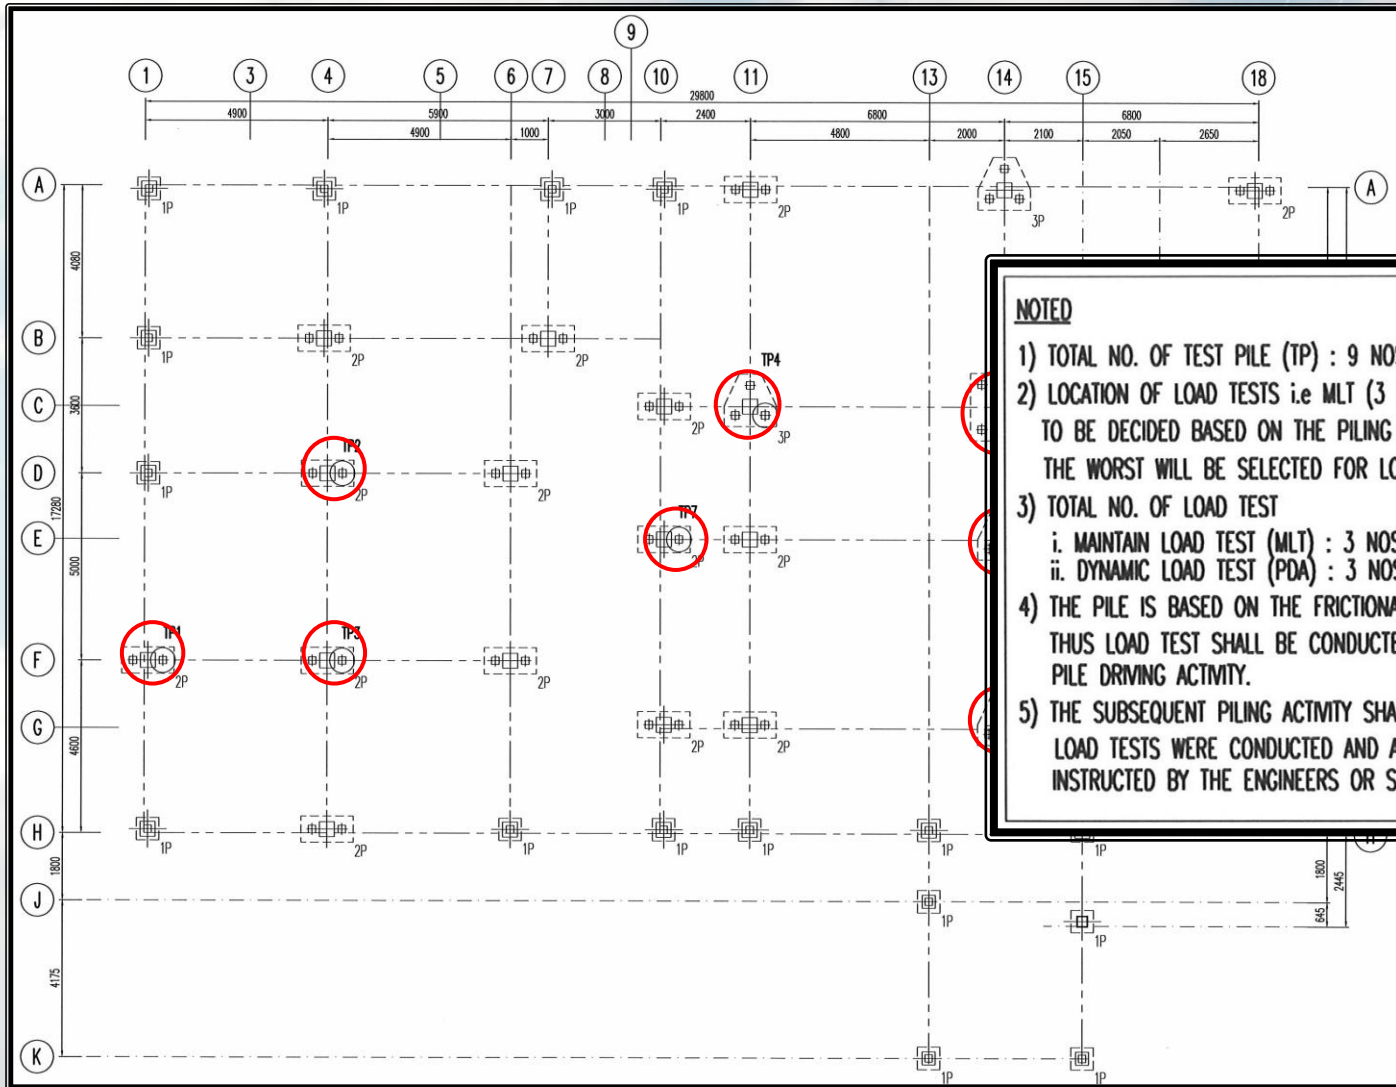 9
1 3 4 5 6 7 8 10 11 13 14 15 18
29800
4900 5900 3000 2400 6800 6800
4900 1000 4800 2000 2100 2050 2650
A A
1P 1P 1P 1P 2P 3P 2P
4080
B
1P 2P 2P
TP4
C
3600
2P 3P
TP2
D
1P 2P 2P
17280
TP7
E
2P 2P
5000
TP1 TP3
F
2P 2P 2P
G
2P 2P
4600
H
1P 2P 1P 1P 1P 1P 1P
1800
1800
2445
J
1P
645
1P
4175
K
1P 1P
NOTED
1) TOTAL NO. OF TEST PILE (TP) : 9 NO
2) LOCATION OF LOAD TESTS i.e MLT (3
TO BE DECIDED BASED ON THE PILING
THE WORST WILL BE SELECTED FOR LO
3) TOTAL NO. OF LOAD TEST
i. MAINTAIN LOAD TEST (MLT) : 3 NOS
ii. DYNAMIC LOAD TEST (PDA) : 3 NOS
4) THE PILE IS BASED ON THE FRICTIONA
THUS LOAD TEST SHALL BE CONDUCTE
PILE DRIVING ACTIVITY.
5) THE SUBSEQUENT PILING ACTIVITY SHA
LOAD TESTS WERE CONDUCTED AND A
INSTRUCTED BY THE ENGINEERS OR S